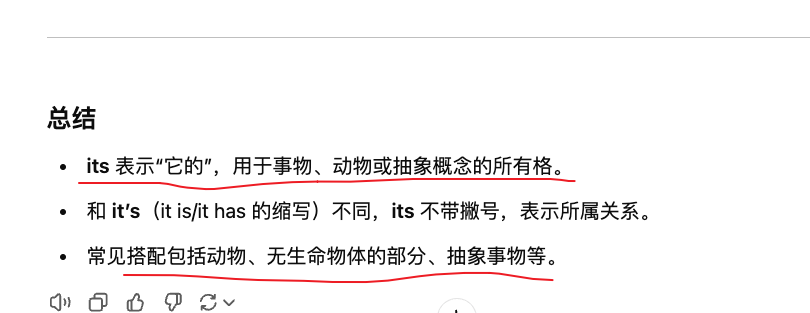 总结
• its 表示“它的”，用于事物、动物或抽象概念的所有格。
• 和 it’s（it is/it has 的缩写）不同，its 不带撇号，表示所属关系。
• 常见搭配包括动物、无生命物体的部分、抽象事物等。